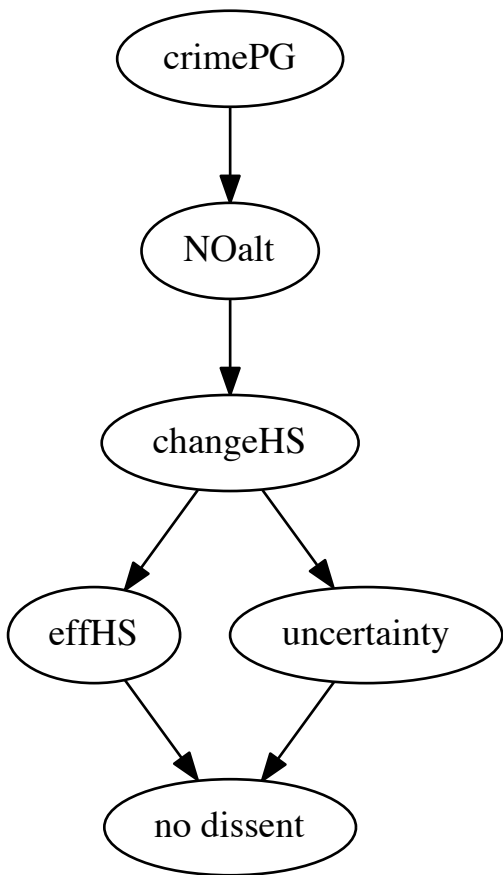 crimePG
NOalt
changeHS
effHS
uncertainty
no dissent